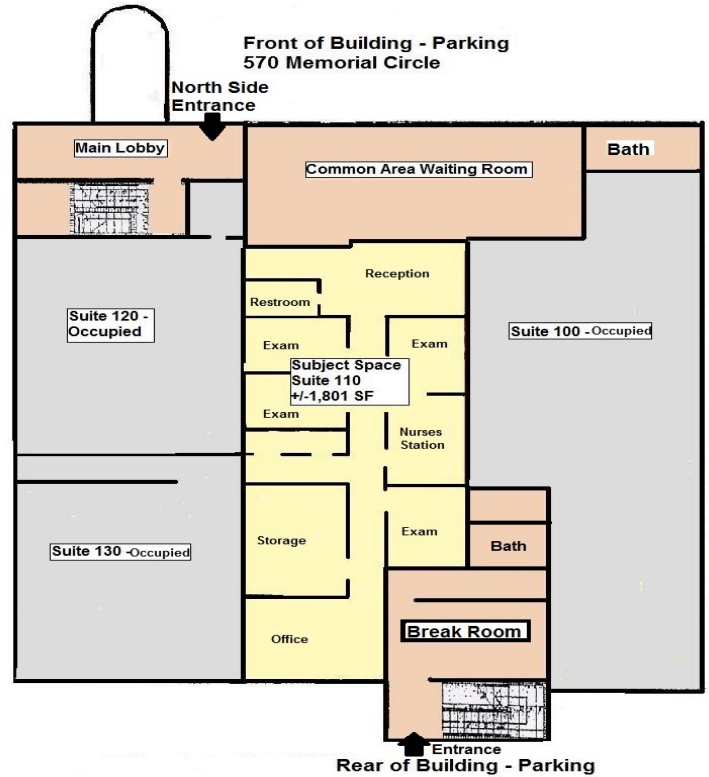 Front of Building - Parking
570 Memorial Circle
North Side
Entrance
Main Lobby
Common Area Waiting Room
Bath
Reception
Restroom
Suite 120 -
Occupied
Exam
Exam
Suite 100 - Occupied
Subject Space
Suite 110
+/-1,801 SF
Exam
Nurses
Station
Suite 130 -Occupied
Storage
Exam
Bath
Office
Break Room
Entrance
Rear of Building - Parking